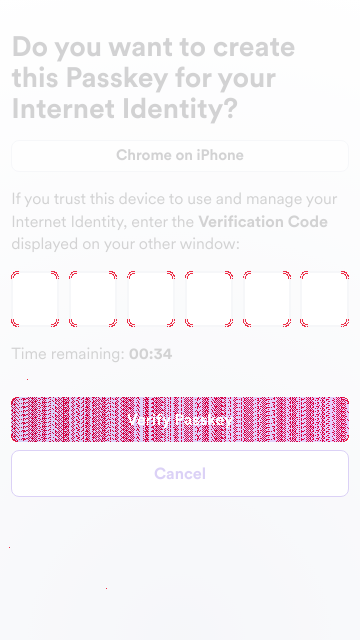 Do you want to create
this Passkey for your
Internet Identity?
Chrome on iPhone
If you trust this device to use and manage your
Internet Identity, enter the Verification Code
displayed on your other window:
Time remaining: 00:34
Verify Passkey
Cancel